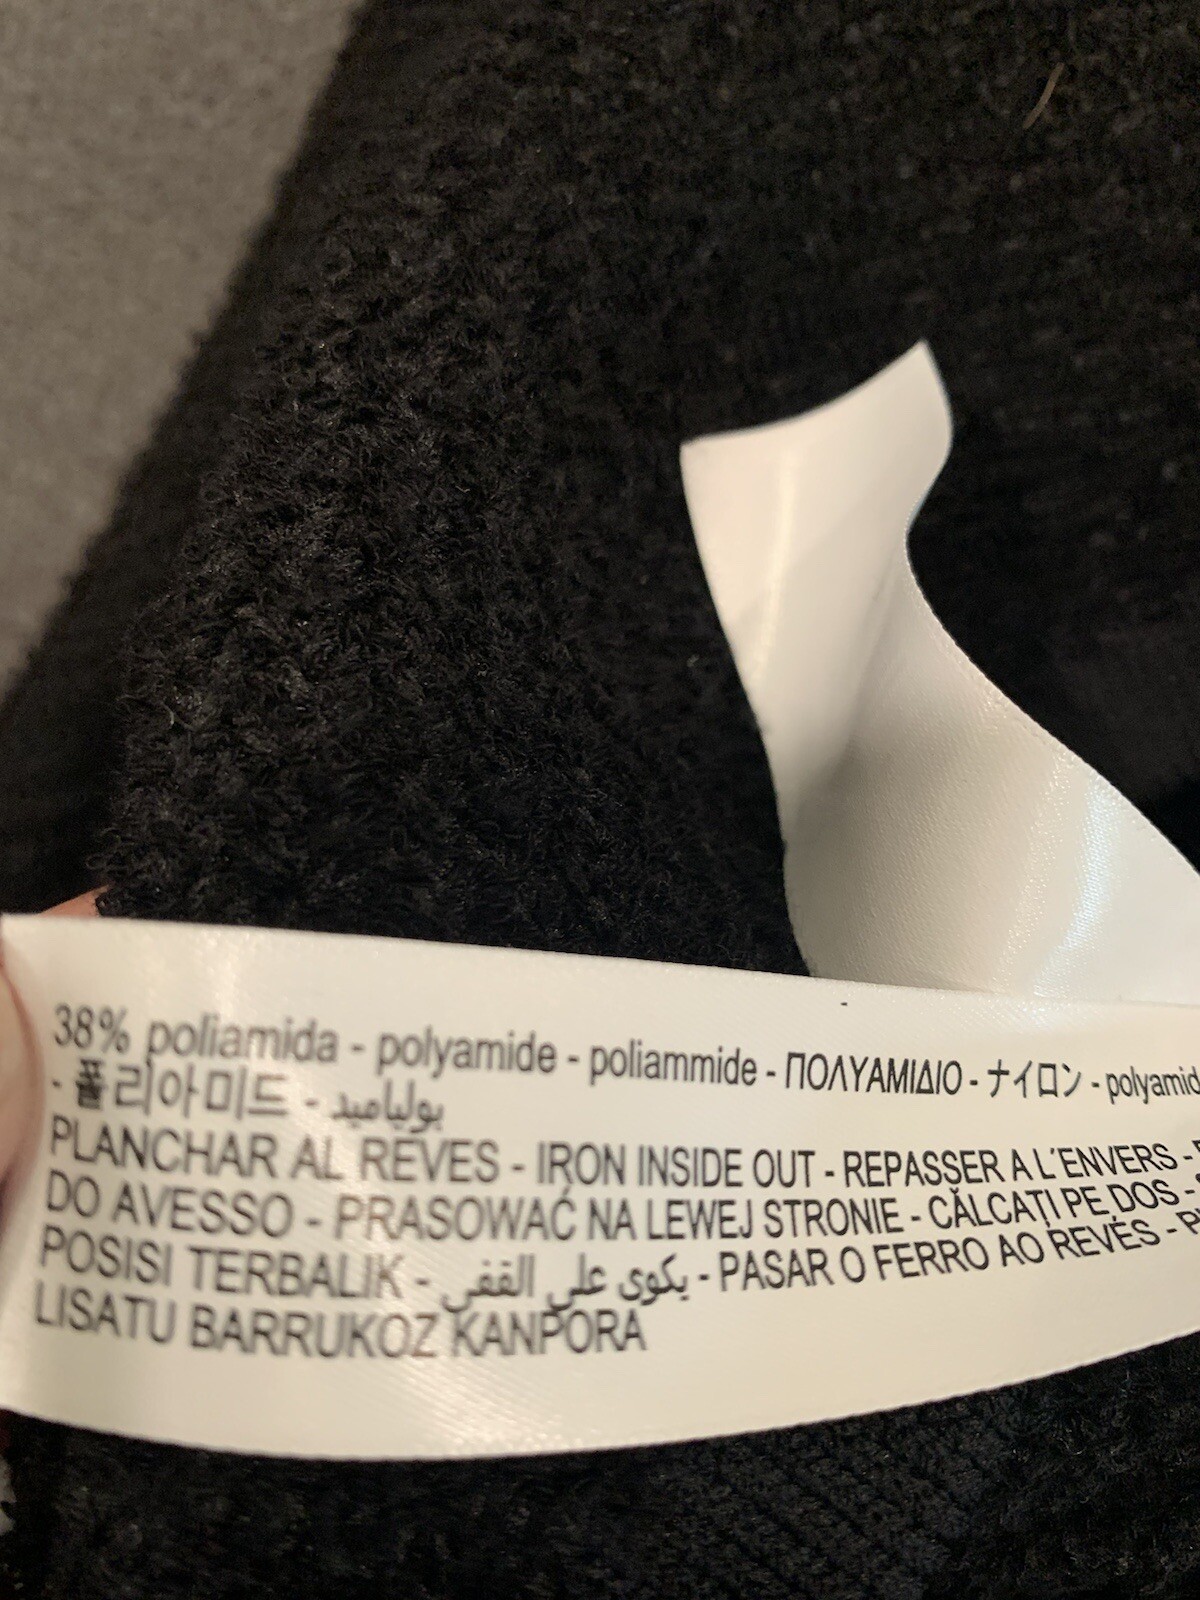 38% poliamida - polyamide - poliammide - ΠΟΛΥΑΜΙΔΙΟ - ナイロン - polyamid
- 폴리아미드 - بولياميد
PLANCHAR AL REVÉS - IRON INSIDE OUT - REPASSER A L´ENVERS -
DO AVESSO - PRASOWAĆ NA LEWEJ STRONIE - CĂLCAȚI PE DOS -
POSISI TERBALIK - يكوى على القفى - PASAR O FERRO AO REVÉS -
LISATU BARRUKOZ KANPORA